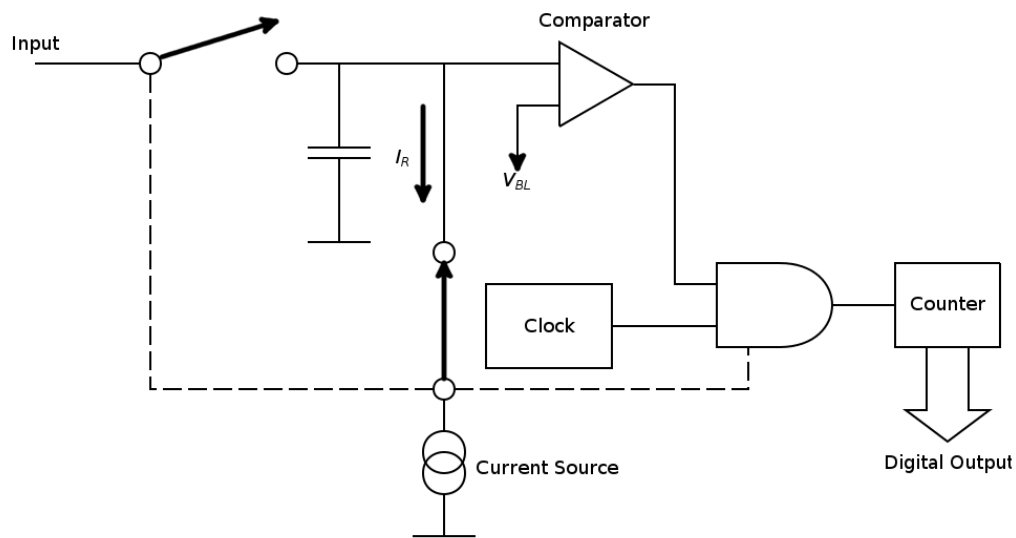 Comparator
Input
I_R
V_BL
Clock
Counter
Current Source
Digital Output